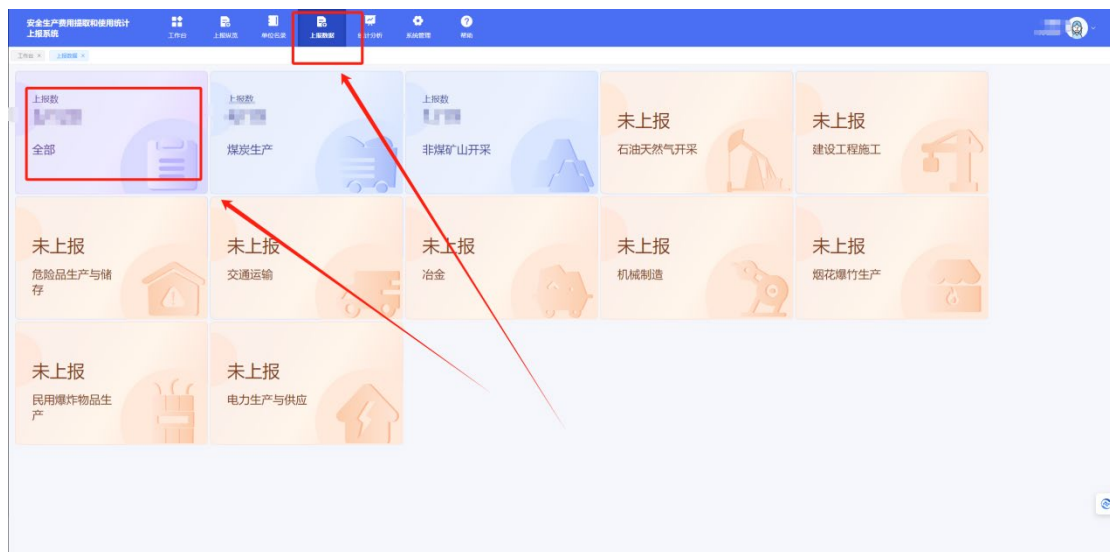 安全生产费用提取和使用统计
上报系统
工作台
上报纵览
单位名录
上报数据
统计分析
系统管理
帮助
工作台 ×
上报数据 ×
上报数
全部
上报数
煤炭生产
上报数
非煤矿山开采
未上报
石油天然气开采
未上报
建设工程施工
未上报
危险品生产与储
存
未上报
交通运输
未上报
冶金
未上报
机械制造
未上报
烟花爆竹生产
未上报
民用爆炸物品生
产
未上报
电力生产与供应